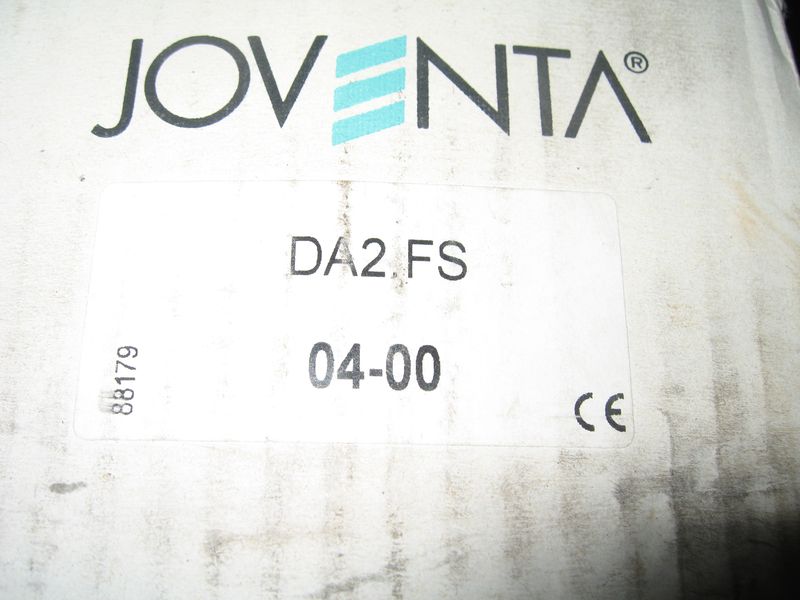 JOVENTA®
DA2.FS
04-00
88179
CE